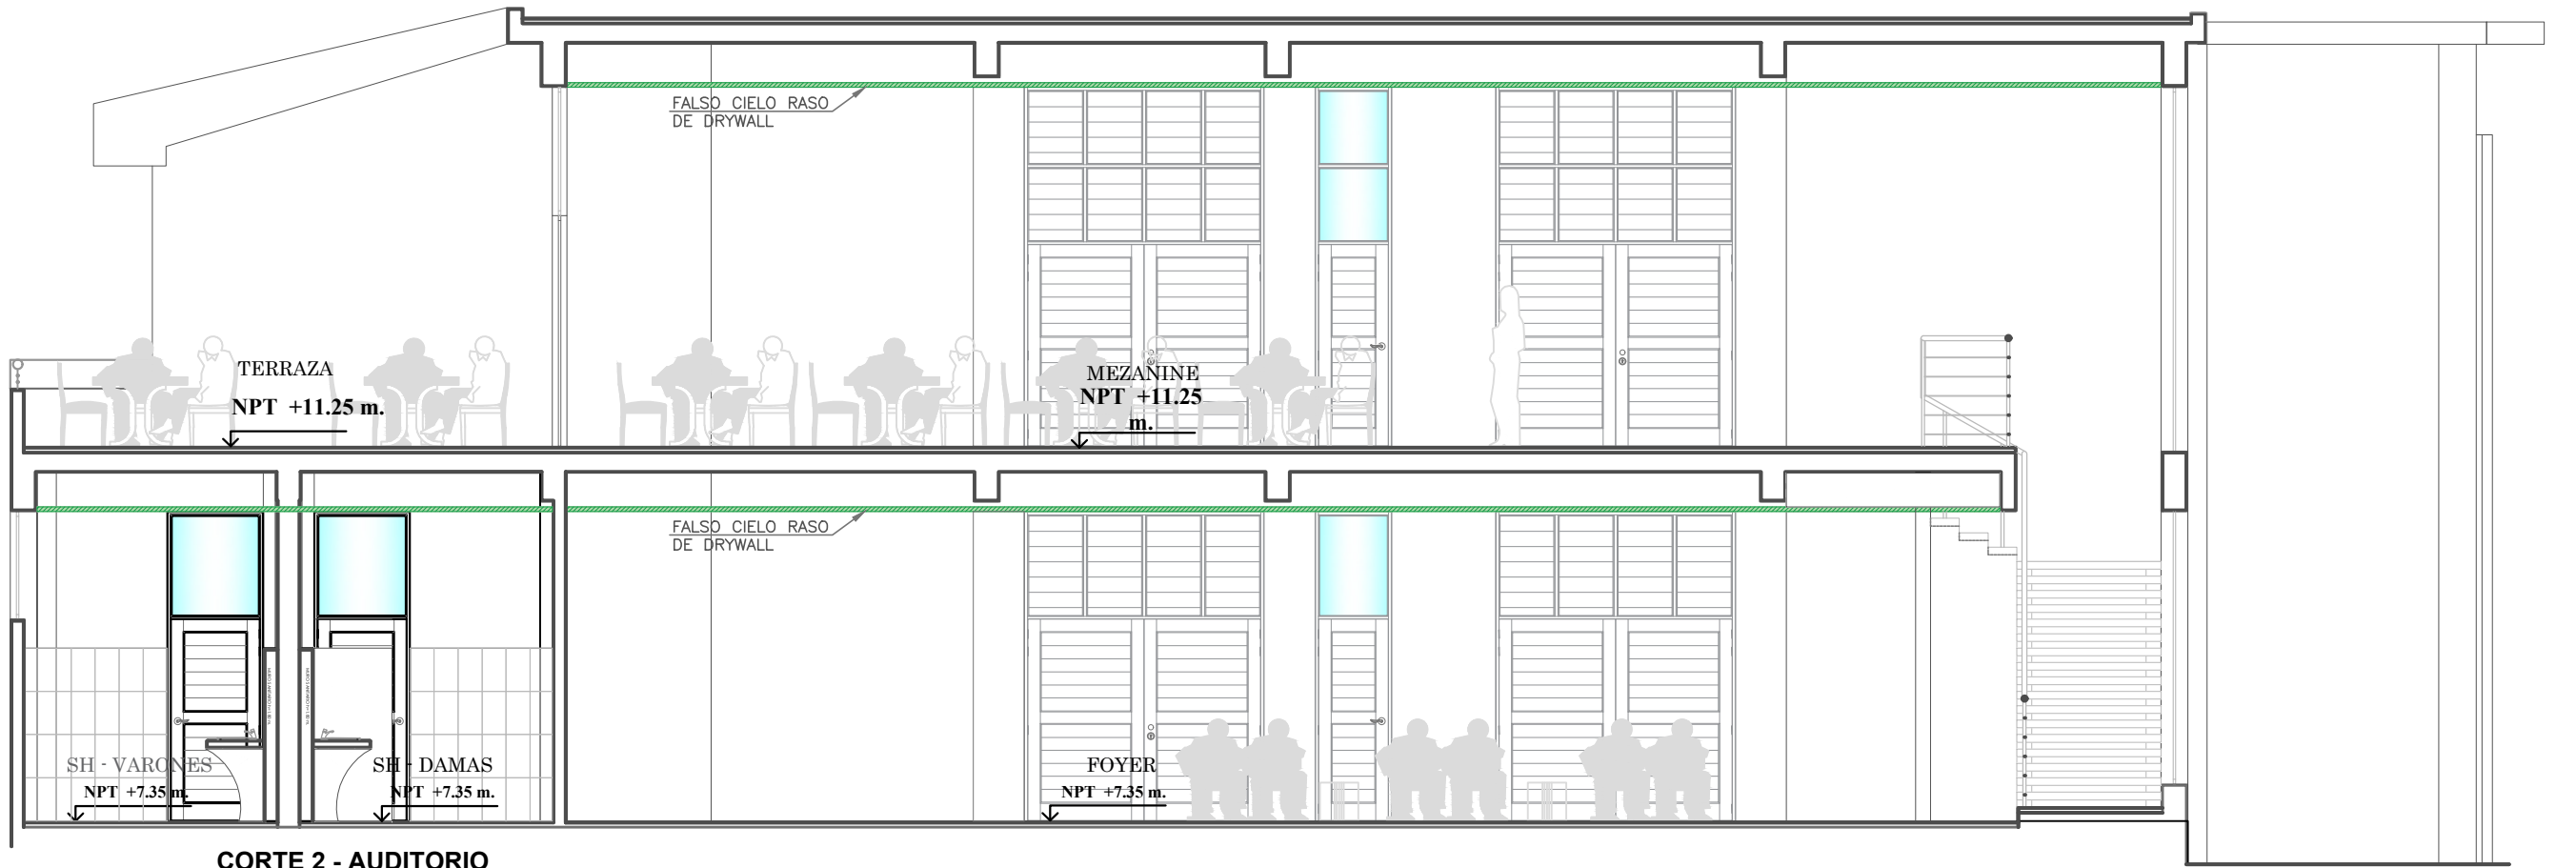 FALSO CIELO RASO
DE DRYWALL
TERRAZA
NPT +11.25 m.
MEZANINE
NPT +11.25
m.
FALSO CIELO RASO
DE DRYWALL
SH - VARONES
NPT +7.35 m.
SH - DAMAS
NPT +7.35 m.
FOYER
NPT +7.35 m.
CORTE 2 - AUDITORIO